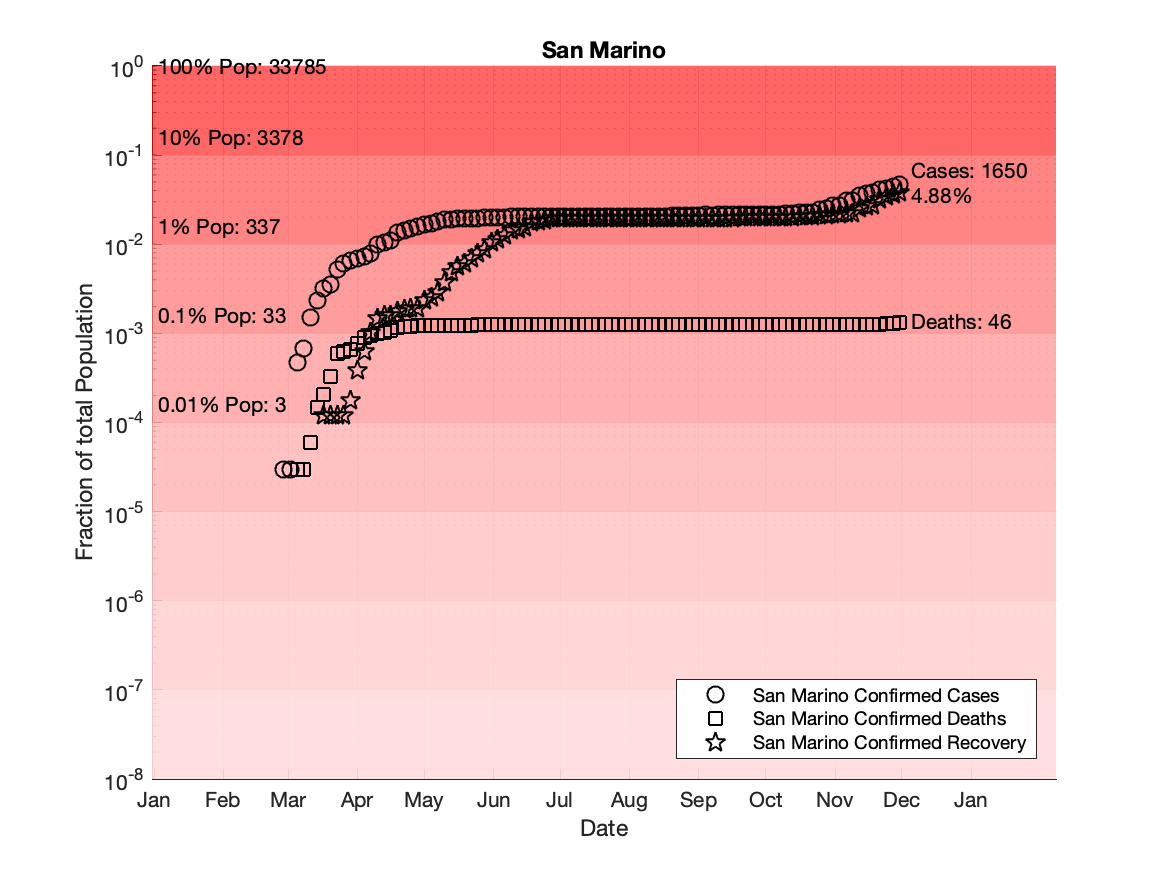 San Marino
10^0
100% Pop: 33785
10% Pop: 3378
10^-1
Cases: 1650
4.88%
1% Pop: 337
10^-2
0.1% Pop: 33
Deaths: 46
10^-3
0.01% Pop: 3
10^-4
10^-5
10^-6
10^-7
10^-8
Fraction of total Population
San Marino Confirmed Cases
San Marino Confirmed Deaths
San Marino Confirmed Recovery
Jan Feb Mar Apr May Jun Jul Aug Sep Oct Nov Dec Jan
Date